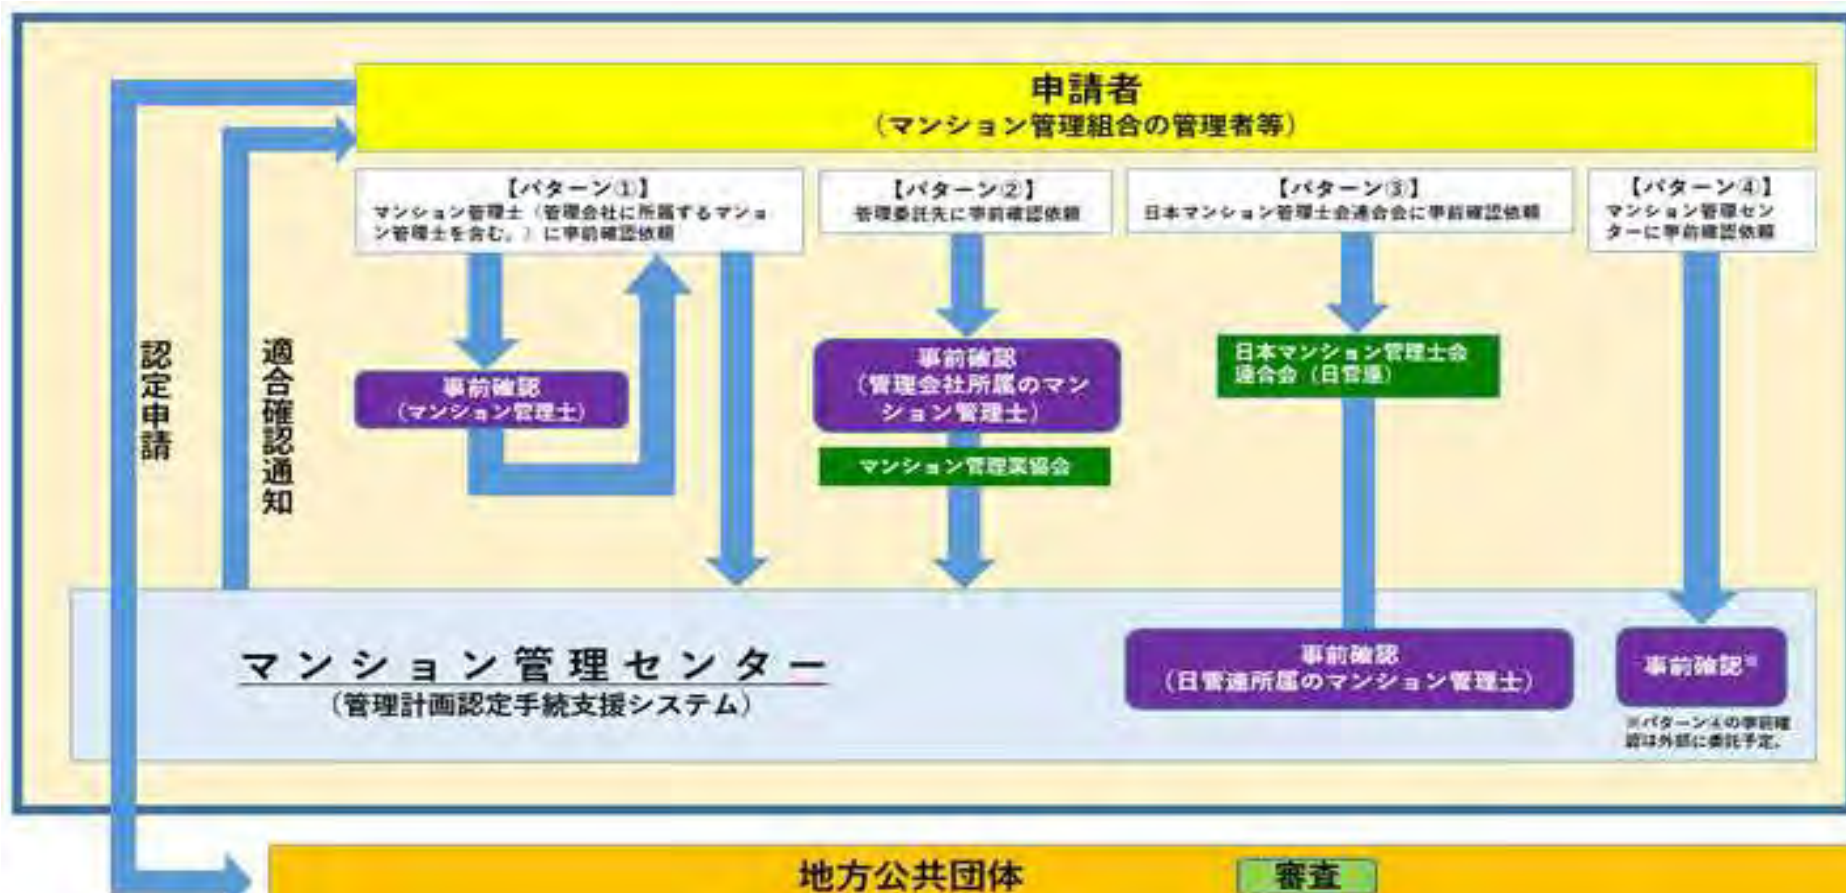 申請者
（マンション管理組合の管理者等）
【パターン①】
マンション管理士（管理会社に所属するマンショ
ン管理士を含む。）に事前確認依頼
【パターン②】
管理委託先に事前確認依頼
【パターン③】
日本マンション管理士会連合会に事前確認依頼
【パターン④】
マンション管理セン
ターに事前確認依頼
認定申請
適合確認通知
事前確認
（マンション管理士）
事前確認
（管理会社所属のマン
ション管理士）
マンション管理業協会
日本マンション管理士会
連合会（日管連）
マンション管理センター
（管理計画認定手続支援システム）
事前確認
（日管連所属のマンション管理士）
事前確認※
※パターン④の事前確
認は外部に委託予定。
地方公共団体
審査